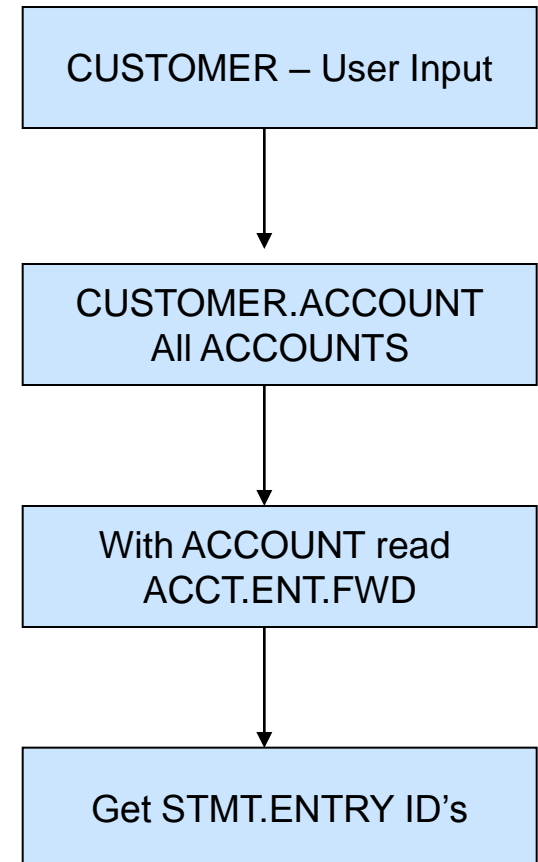 CUSTOMER – User Input
CUSTOMER.ACCOUNT
All ACCOUNTS
With ACCOUNT read
ACCT.ENT.FWD
Get STMT.ENTRY ID’s